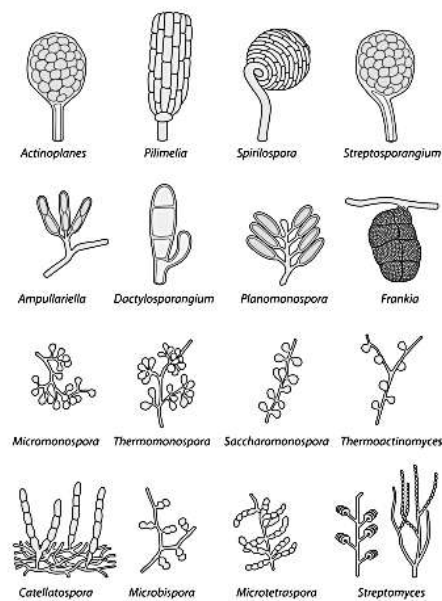 Actinoplanes Pilimelia Spirilospora Streptosporangium
Ampullariella Dactylosporangium Planomonospora Frankia
Micromonospora Thermomonospora Saccharomonospora Thermoactinomyces
Catellatospora Microbispora Microtetraspora Streptomyces